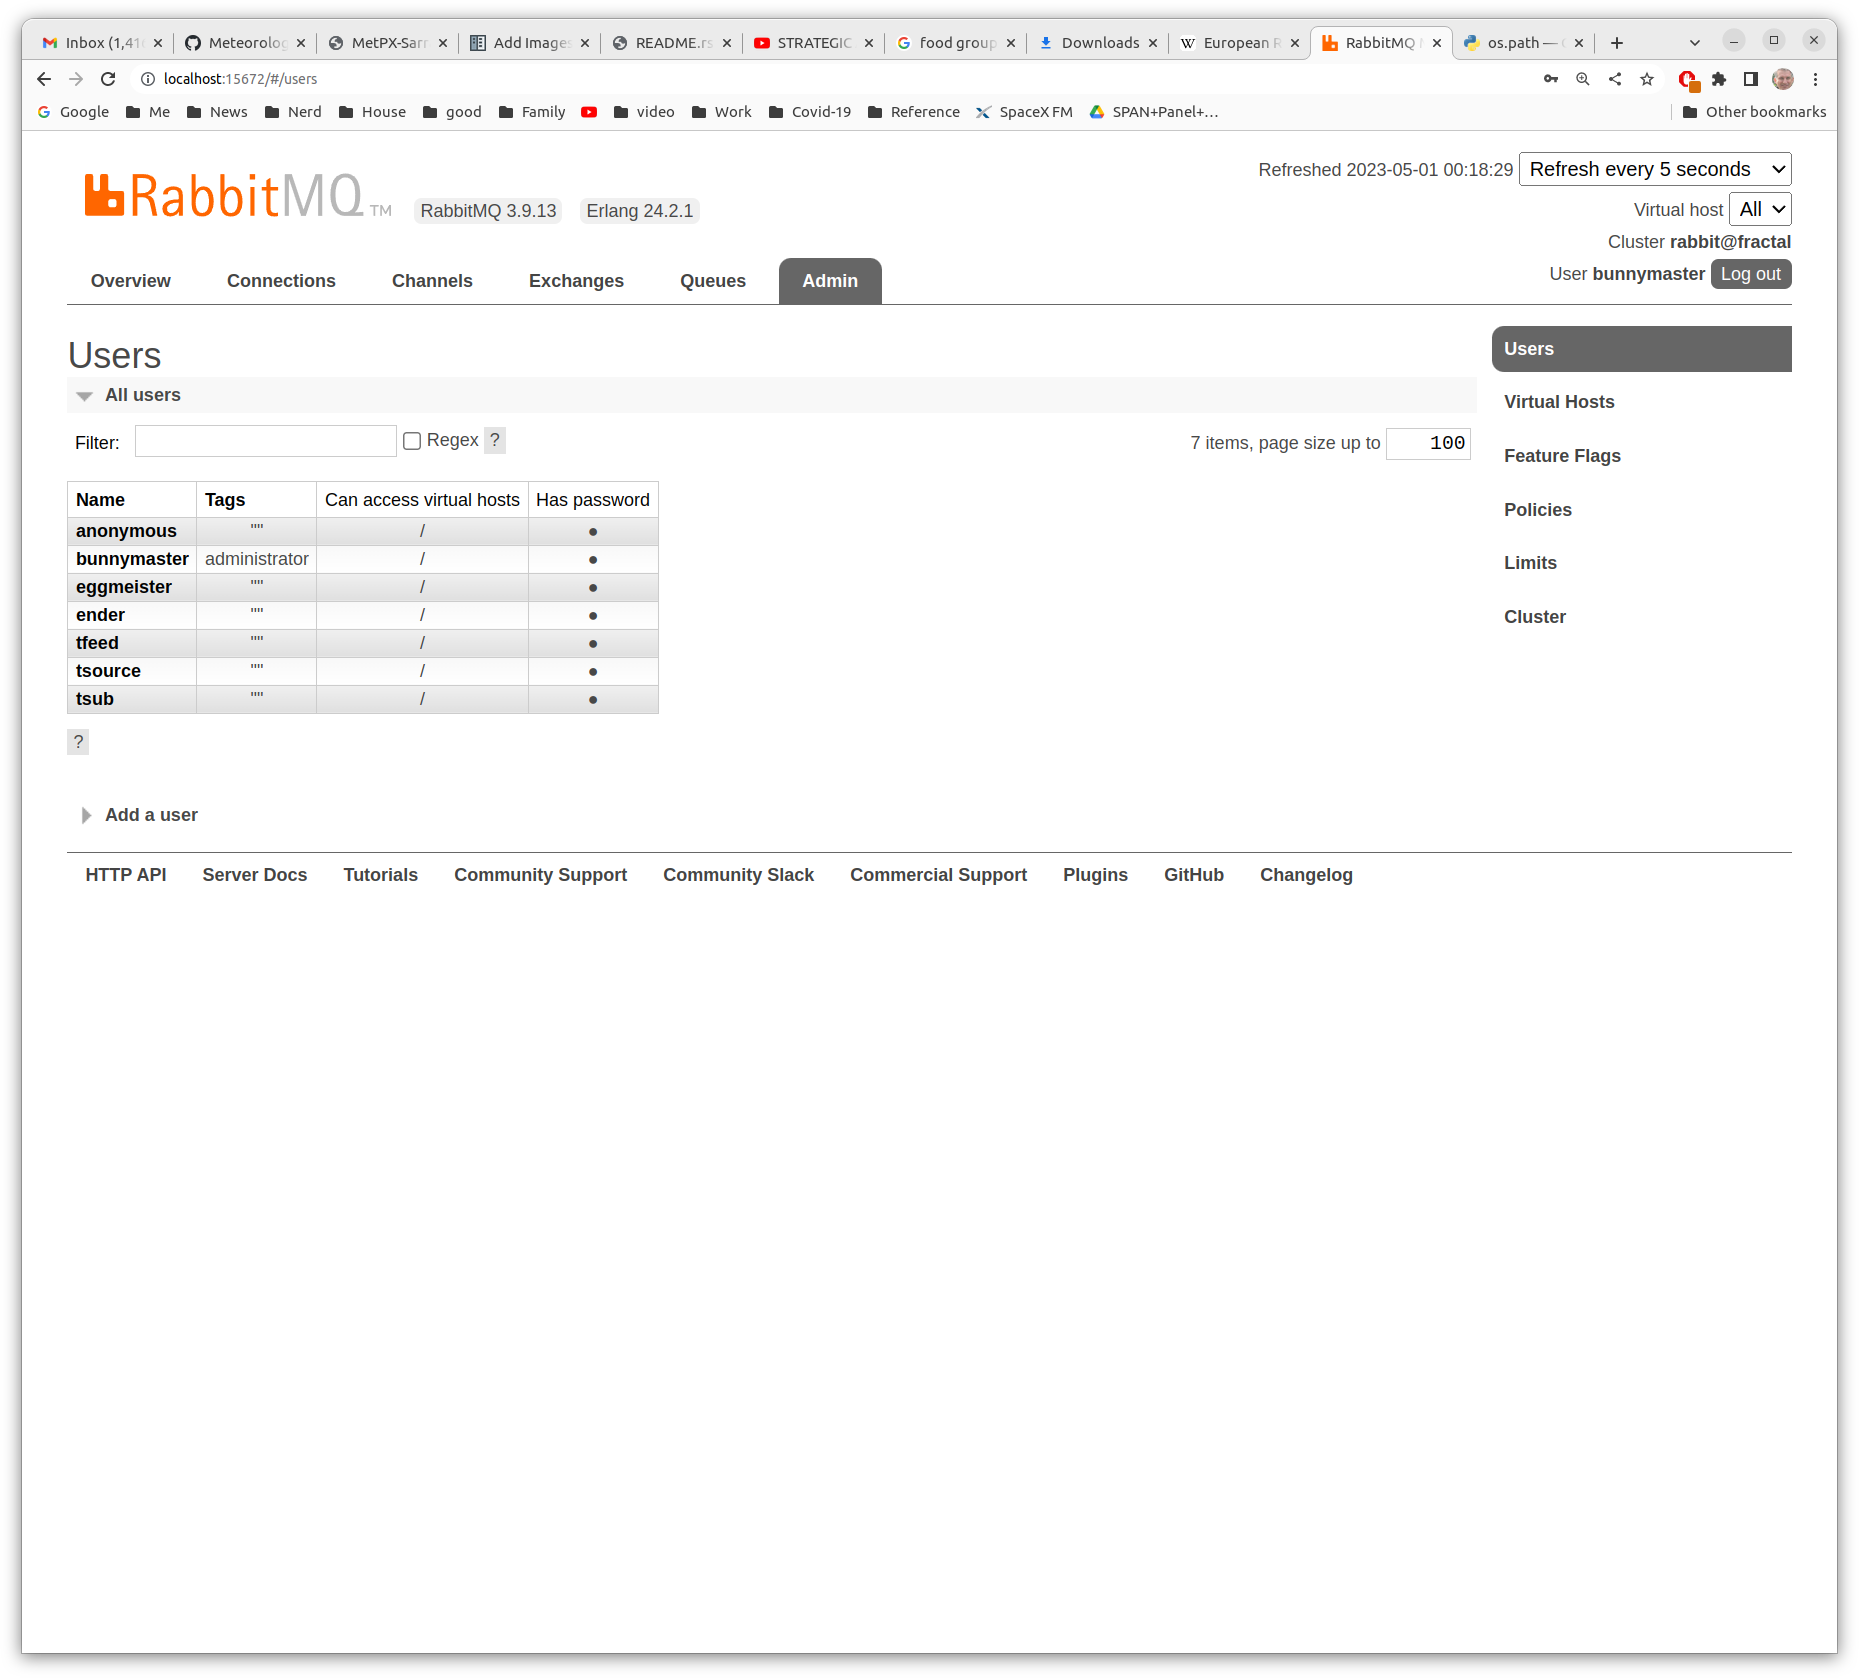 Inbox (1,41 Meteorolog MetPX-Sarr Add Images README.rs STRATEGIC food group Downloads European R RabbitMQ M os.path —
localhost:15672/#/users
Google Me News Nerd House good Family video Work Covid-19 Reference SpaceX FM SPAN+Panel+... Other bookmarks
Refreshed 2023-05-01 00:18:29 Refresh every 5 seconds
RabbitMQ TM RabbitMQ 3.9.13 Erlang 24.2.1
Virtual host All
Cluster rabbit@fractal
User bunnymaster Log out
Overview Connections Channels Exchanges Queues Admin
Users
All users
Filter: Regex ? 7 items, page size up to 100
Name Tags Can access virtual hosts Has password
anonymous "" / ●
bunnymaster administrator / ●
eggmeister "" / ●
ender "" / ●
tfeed "" / ●
tsource "" / ●
tsub "" / ●
?
Add a user
Users
Virtual Hosts
Feature Flags
Policies
Limits
Cluster
HTTP API Server Docs Tutorials Community Support Community Slack Commercial Support Plugins GitHub Changelog